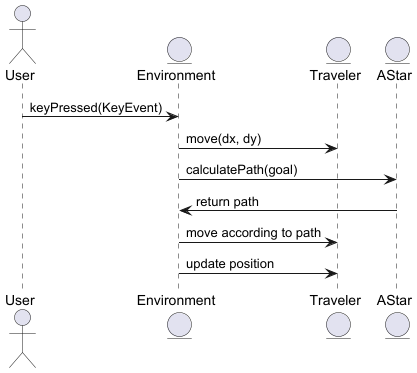 User Environment Traveler AStar
keyPressed(KeyEvent)
move(dx, dy)
calculatePath(goal)
return path
move according to path
update position
User Environment Traveler AStar